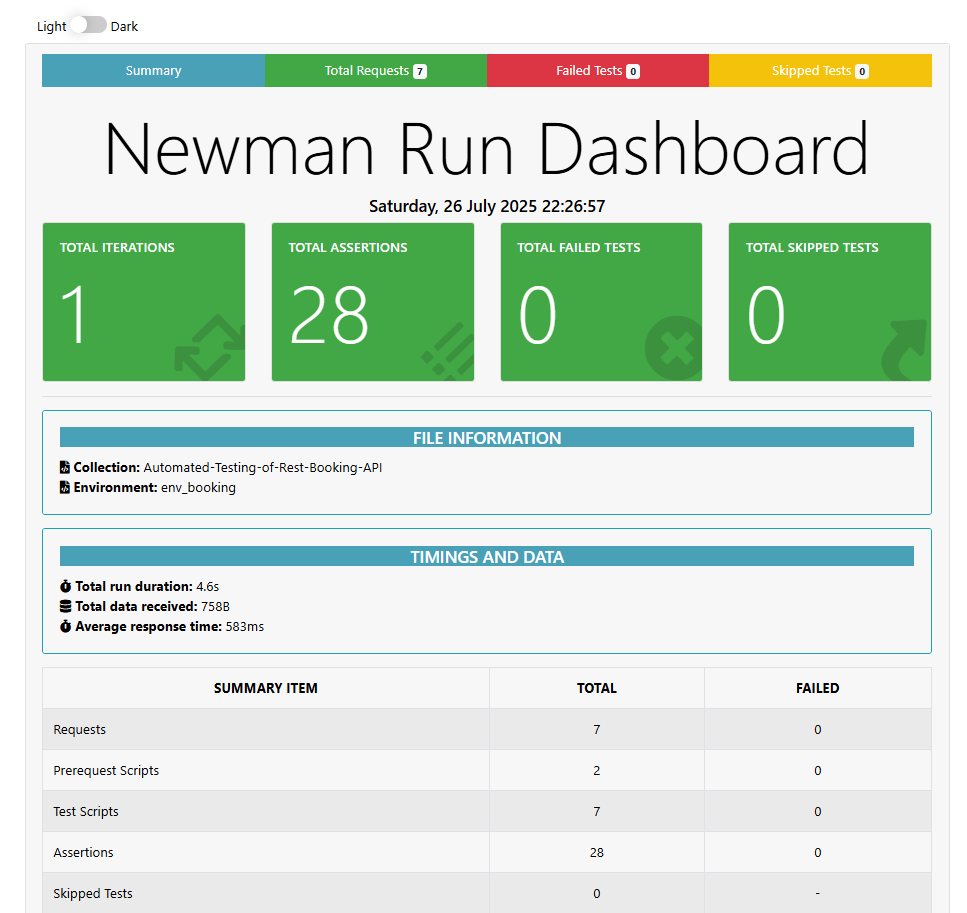 Light Dark
Summary Total Requests 7 Failed Tests 0 Skipped Tests 0
Newman Run Dashboard
Saturday, 26 July 2025 22:26:57
TOTAL ITERATIONS TOTAL ASSERTIONS TOTAL FAILED TESTS TOTAL SKIPPED TESTS
1 28 0 0
FILE INFORMATION
Collection: Automated-Testing-of-Rest-Booking-API
Environment: env_booking
TIMINGS AND DATA
Total run duration: 4.6s
Total data received: 758B
Average response time: 583ms
SUMMARY ITEM TOTAL FAILED
Requests 7 0
Prerequest Scripts 2 0
Test Scripts 7 0
Assertions 28 0
Skipped Tests 0 -